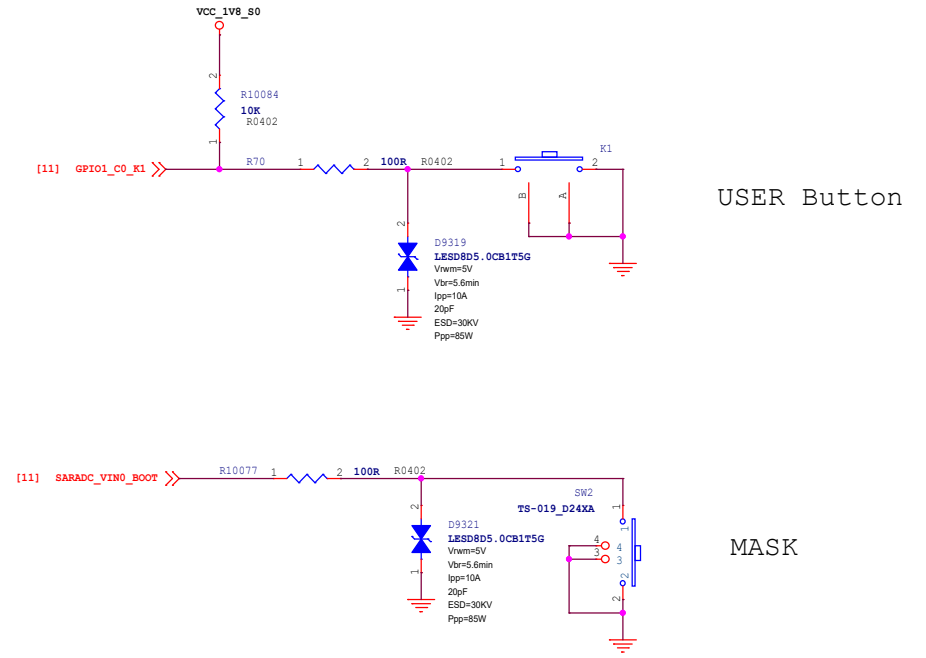 VCC_1V8_S0
2
R10084
10K
R0402
1
[11] GPIO1_C0_K1
R70 1 2 100R R0402 1 K1 2
B A
USER Button
2
D9319
LESD8D5.0CB1T5G
Vrwm=5V
Vbr=5.6min
1
Ipp=10A
20pF
ESD=30KV
Ppp=85W
[11] SARADC_VIN0_BOOT
R10077 1 2 100R R0402
SW2
TS-019_D24XA
1
1
4
3
4
3
2
2
MASK
2
D9321
LESD8D5.0CB1T5G
Vrwm=5V
Vbr=5.6min
1
Ipp=10A
20pF
ESD=30KV
Ppp=85W